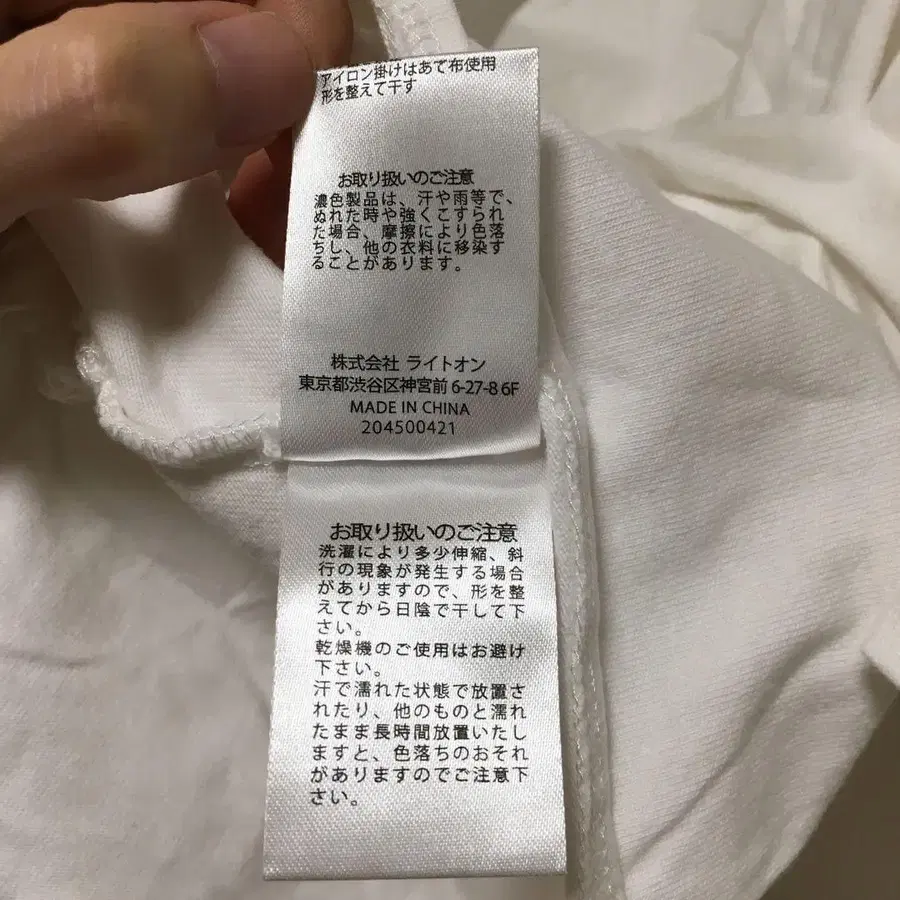 アイロン掛けはあて布使用
形を整えて干す
お取り扱いのご注意
濃色製品は、汗や雨等で、
ぬれた時や強くこすられ
た場合、摩擦により色落
ちし、他の衣料に移染す
ることがあります。
株式会社 ライトオン
東京都渋谷区神宮前 6-27-8 6F
MADE IN CHINA
204500421
お取り扱いのご注意
洗濯により多少伸縮、斜
行の現象が発生する場合
がありますので、形を整
えてから日陰で干して下
さい。
乾燥機のご使用はお避け
下さい。
汗で濡れた状態で放置さ
れたり、他のものと濡れ
たまま長時間放置いたし
ますと、色落ちのおそれ
がありますのでご注意下
さい。